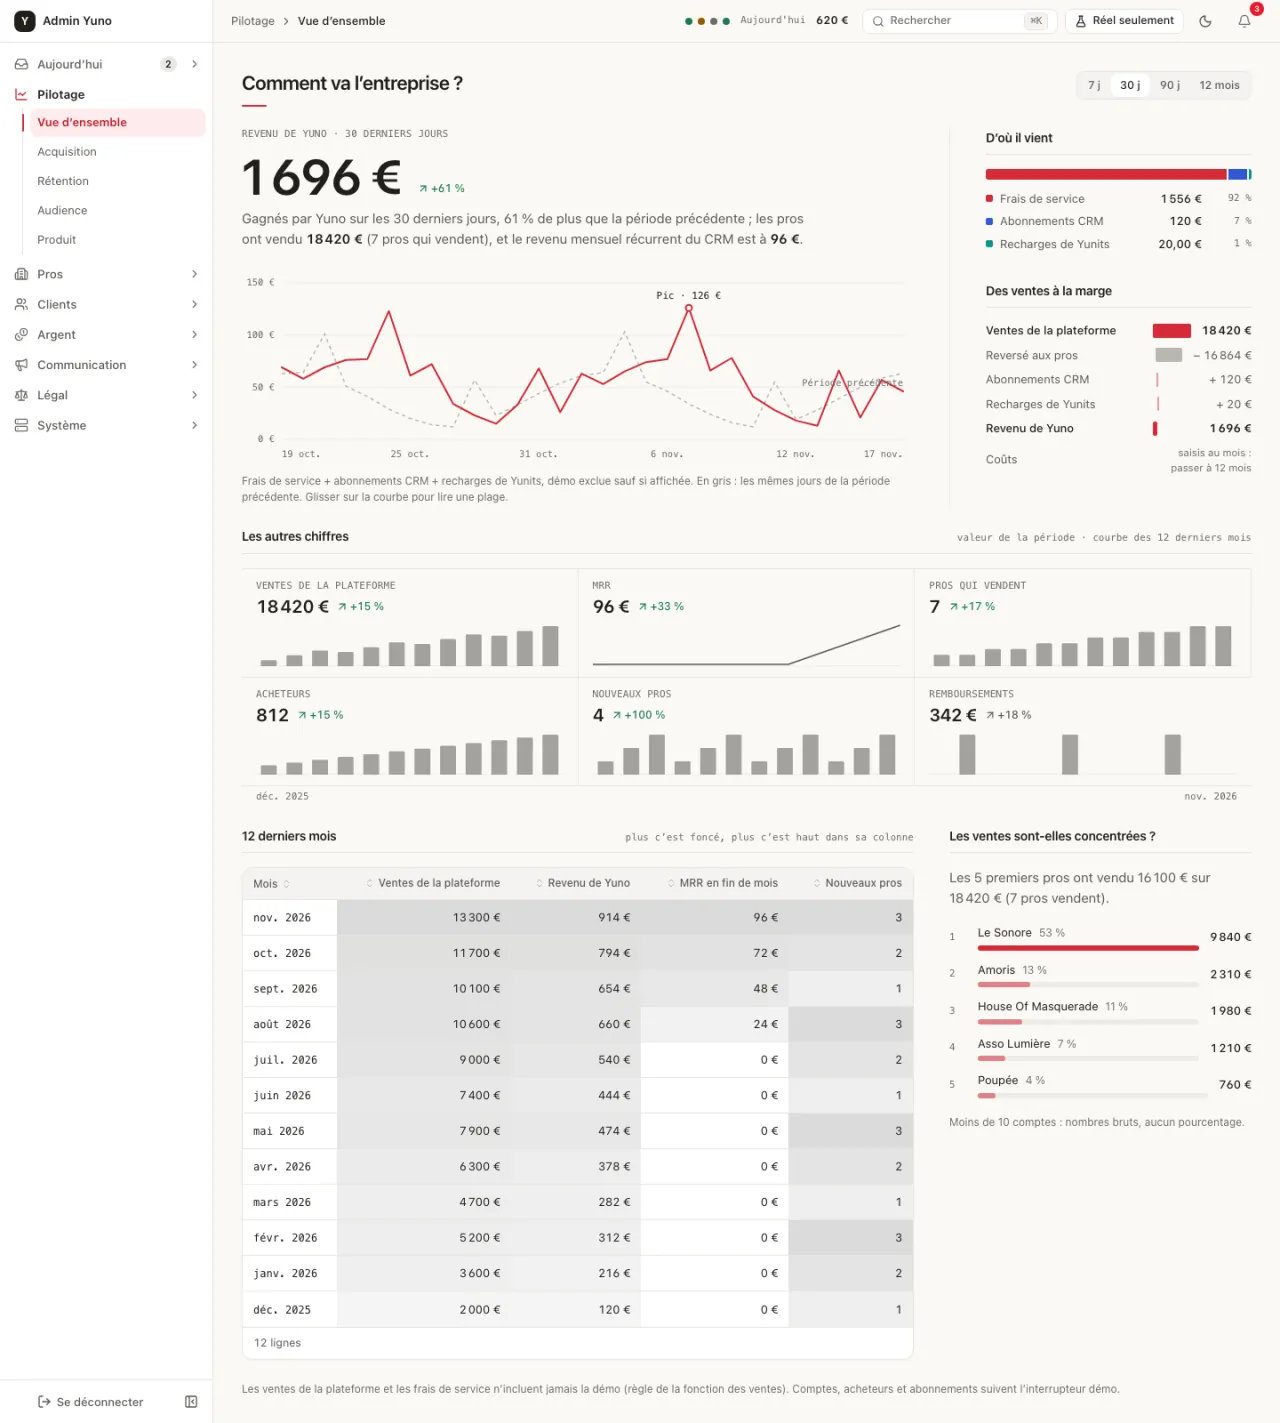 Y Admin Yuno
Aujourd'hui 2
Pilotage
Vue d'ensemble
Acquisition
Rétention
Audience
Produit
Pros
Clients
Argent
Communication
Légal
Système
Se déconnecter
Pilotage > Vue d'ensemble
Aujourd'hui 620 €
Rechercher ⌘K
Réel seulement
3
Comment va l'entreprise ?
7 j 30 j 90 j 12 mois
REVENU DE YUNO · 30 DERNIERS JOURS
1 696 € ↗ +61 %
Gagnés par Yuno sur les 30 derniers jours, 61 % de plus que la période précédente ; les pros
ont vendu 18 420 € (7 pros qui vendent), et le revenu mensuel récurrent du CRM est à 96 €.
150 €
100 €
50 €
0 €
Pic · 126 €
Période précédente
19 oct. 25 oct. 31 oct. 6 nov. 12 nov. 17 nov.
Frais de service + abonnements CRM + recharges de Yunits, démo exclue sauf si affichée. En gris : les mêmes jours de la période
précédente. Glisser sur la courbe pour lire une plage.
D'où il vient
Frais de service 1 556 € 92 %
Abonnements CRM 120 € 7 %
Recharges de Yunits 20,00 € 1 %
Des ventes à la marge
Ventes de la plateforme 18 420 €
Reversé aux pros − 16 864 €
Abonnements CRM + 120 €
Recharges de Yunits + 20 €
Revenu de Yuno 1 696 €
Coûts saisis au mois :
passer à 12 mois
Les autres chiffres
valeur de la période · courbe des 12 derniers mois
VENTES DE LA PLATEFORME
18 420 € ↗ +15 %
MRR
96 € ↗ +33 %
PROS QUI VENDENT
7 ↗ +17 %
ACHETEURS
812 ↗ +15 %
NOUVEAUX PROS
4 ↗ +100 %
REMBOURSEMENTS
342 € ↗ +18 %
déc. 2025 nov. 2026
12 derniers mois
plus c'est foncé, plus c'est haut dans sa colonne
Mois Ventes de la plateforme Revenu de Yuno MRR en fin de mois Nouveaux pros
nov. 2026 13 300 € 914 € 96 € 3
oct. 2026 11 700 € 794 € 72 € 2
sept. 2026 10 100 € 654 € 48 € 1
août 2026 10 600 € 660 € 24 € 3
juil. 2026 9 000 € 540 € 0 € 2
juin 2026 7 400 € 444 € 0 € 1
mai 2026 7 900 € 474 € 0 € 3
avr. 2026 6 300 € 378 € 0 € 2
mars 2026 4 700 € 282 € 0 € 1
févr. 2026 5 200 € 312 € 0 € 3
janv. 2026 3 600 € 216 € 0 € 2
déc. 2025 2 000 € 120 € 0 € 1
12 lignes
Les ventes sont-elles concentrées ?
Les 5 premiers pros ont vendu 16 100 € sur
18 420 € (7 pros vendent).
1 Le Sonore 53 % 9 840 €
2 Amoris 13 % 2 310 €
3 House Of Masquerade 11 % 1 980 €
4 Asso Lumière 7 % 1 210 €
5 Poupée 4 % 760 €
Moins de 10 comptes : nombres bruts, aucun pourcentage.
Les ventes de la plateforme et les frais de service n'incluent jamais la démo (règle de la fonction des ventes). Comptes, acheteurs et abonnements suivent l'interrupteur démo.